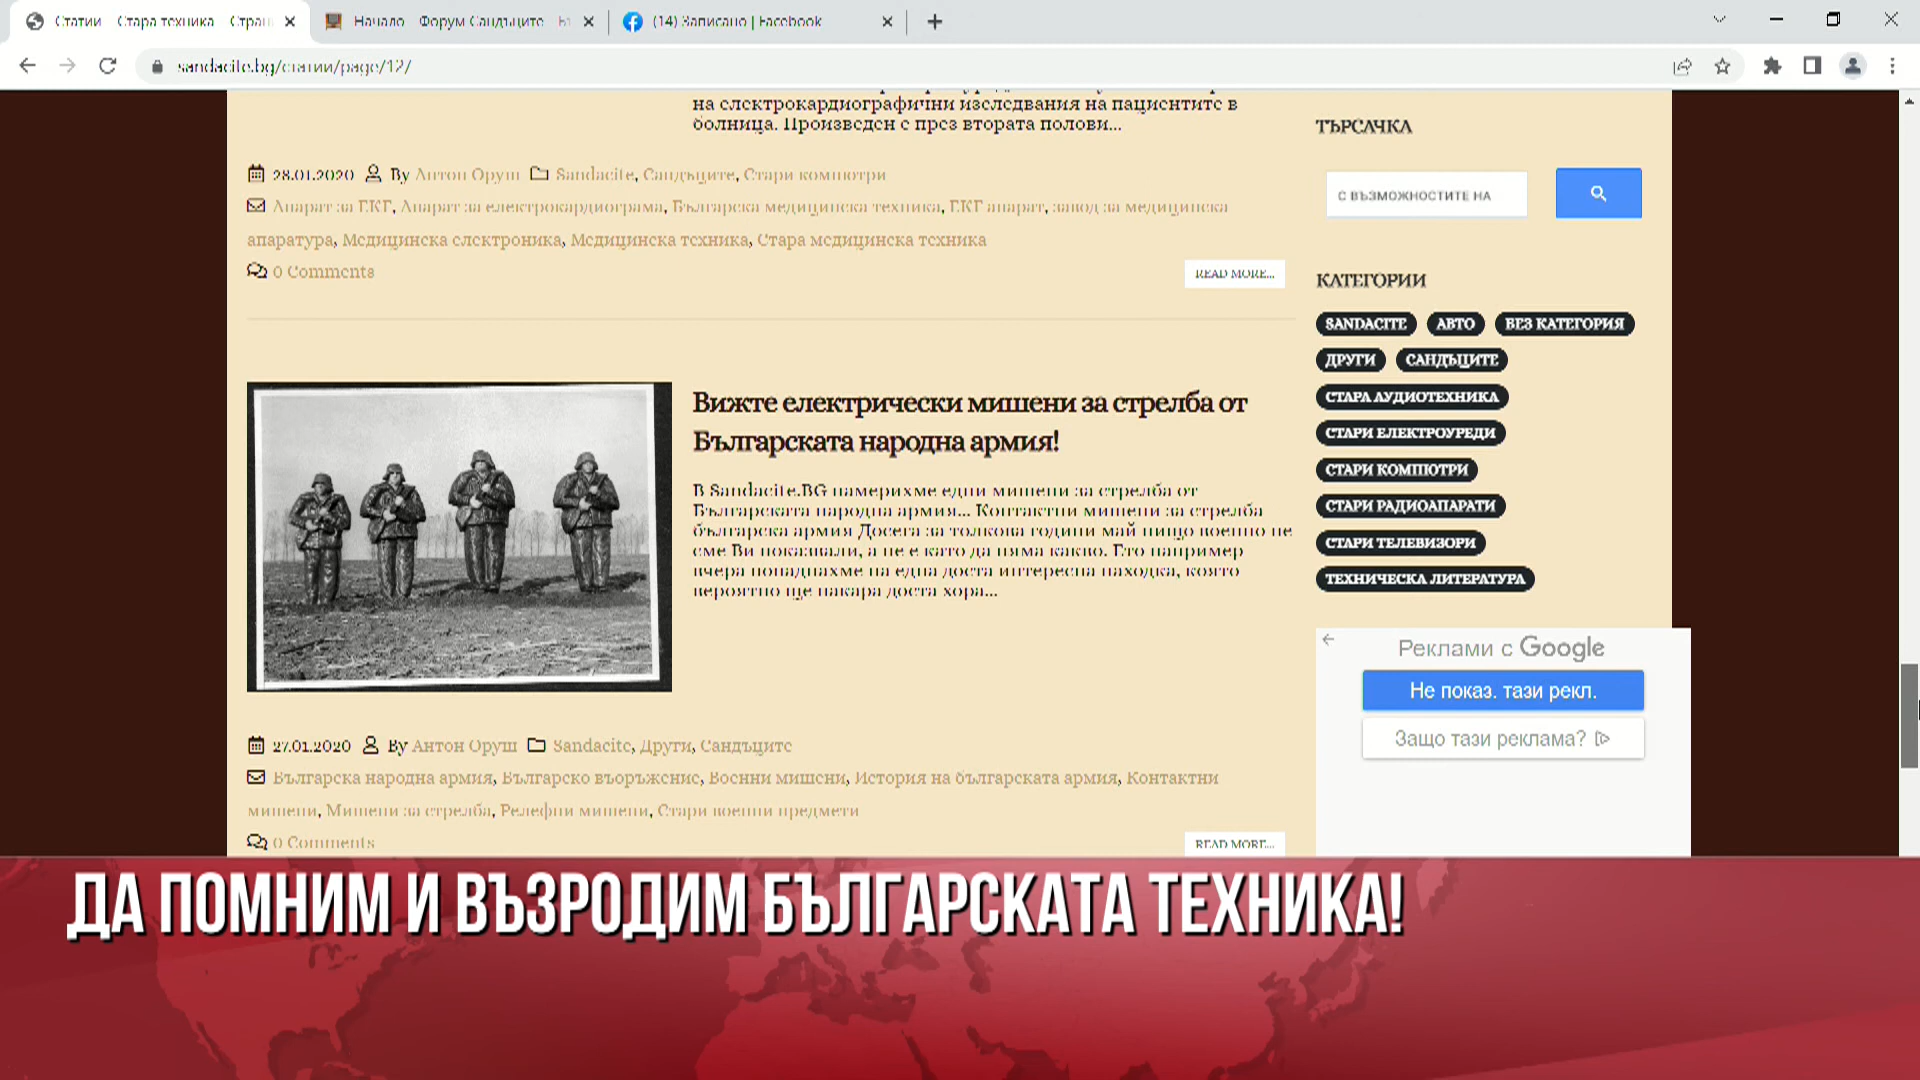 Статии Стара техника Стран
Начало Форум Сандъците
(14) Записано | Facebook
sandacite.bg/статии/page/12/
на електрокардиографични изследвания на пациентите в
болница. Произведен е през втората полови...
28.01.2020 By Антон Оруш Sandacite, Сандъците, Стари компютри
Апарат за ЕКГ, Апарат за електрокардиограма, Българска медицинска техника, ЕКГ апарат, завод за медицинска
апаратура, Медицинска електроника, Медицинска техника, Стара медицинска техника
0 Comments
READ MORE...
Вижте електрически мишени за стрелба от
Българската народна армия!
В Sandacite.BG намерихме едни мишени за стрелба от
Българската народна армия... Контактни мишени за стрелба
българска армия Досега за толкова години май нищо военно не
сме Ви показвали, а не е като да няма какво. Ето например
вчера попаднахме на една доста интересна находка, която
вероятно ще накара доста хора...
27.01.2020 By Антон Оруш Sandacite, Други, Сандъците
Българска народна армия, Българско въоръжение, Военни мишени, История на българската армия, Контактни
мишени, Мишени за стрелба, Релефни мишени, Стари военни предмети
0 Comments
READ MORE...
ТЪРСАЧКА
С ВЪЗМОЖНОСТИТЕ НА
КАТЕГОРИИ
SANDACITE АВТО БЕЗ КАТЕГОРИЯ
ДРУГИ САНДЪЦИТЕ
СТАРА АУДИОТЕХНИКА
СТАРИ ЕЛЕКТРОУРЕДИ
СТАРИ КОМПЮТРИ
СТАРИ РАДИОАПАРАТИ
СТАРИ ТЕЛЕВИЗОРИ
ТЕХНИЧЕСКА ЛИТЕРАТУРА
Реклами с Google
Не показ. тази рекл.
Защо тази реклама?
ДА ПОМНИМ И ВЪЗРОДИМ БЪЛГАРСКАТА ТЕХНИКА!